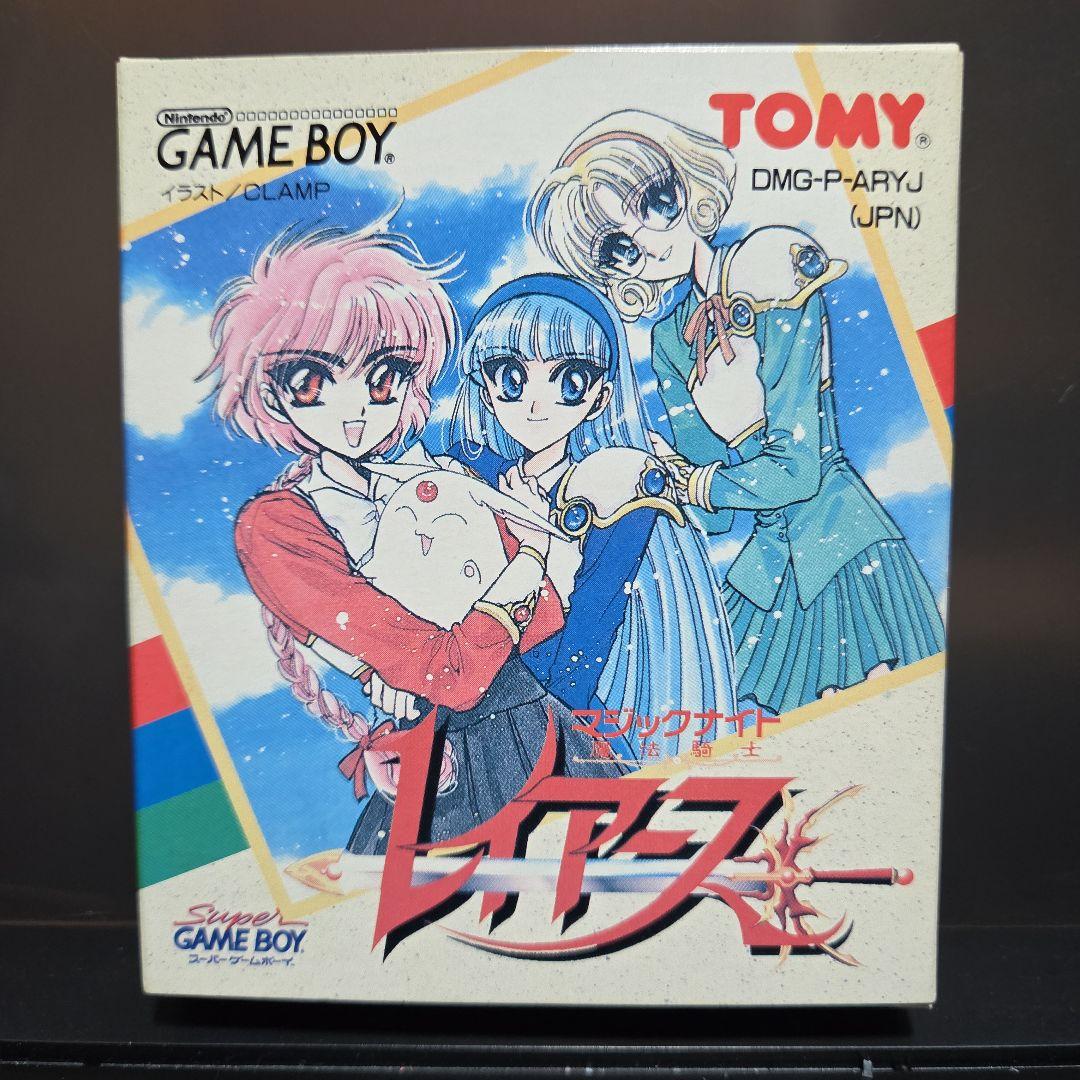 Nintendo
GAME BOY®
イラスト/CLAMP
TOMY®
DMG-P-ARYJ
(JPN)
マジックナイト
魔法騎士
レイアース
Super
GAME BOY®
スーパーゲームボーイ